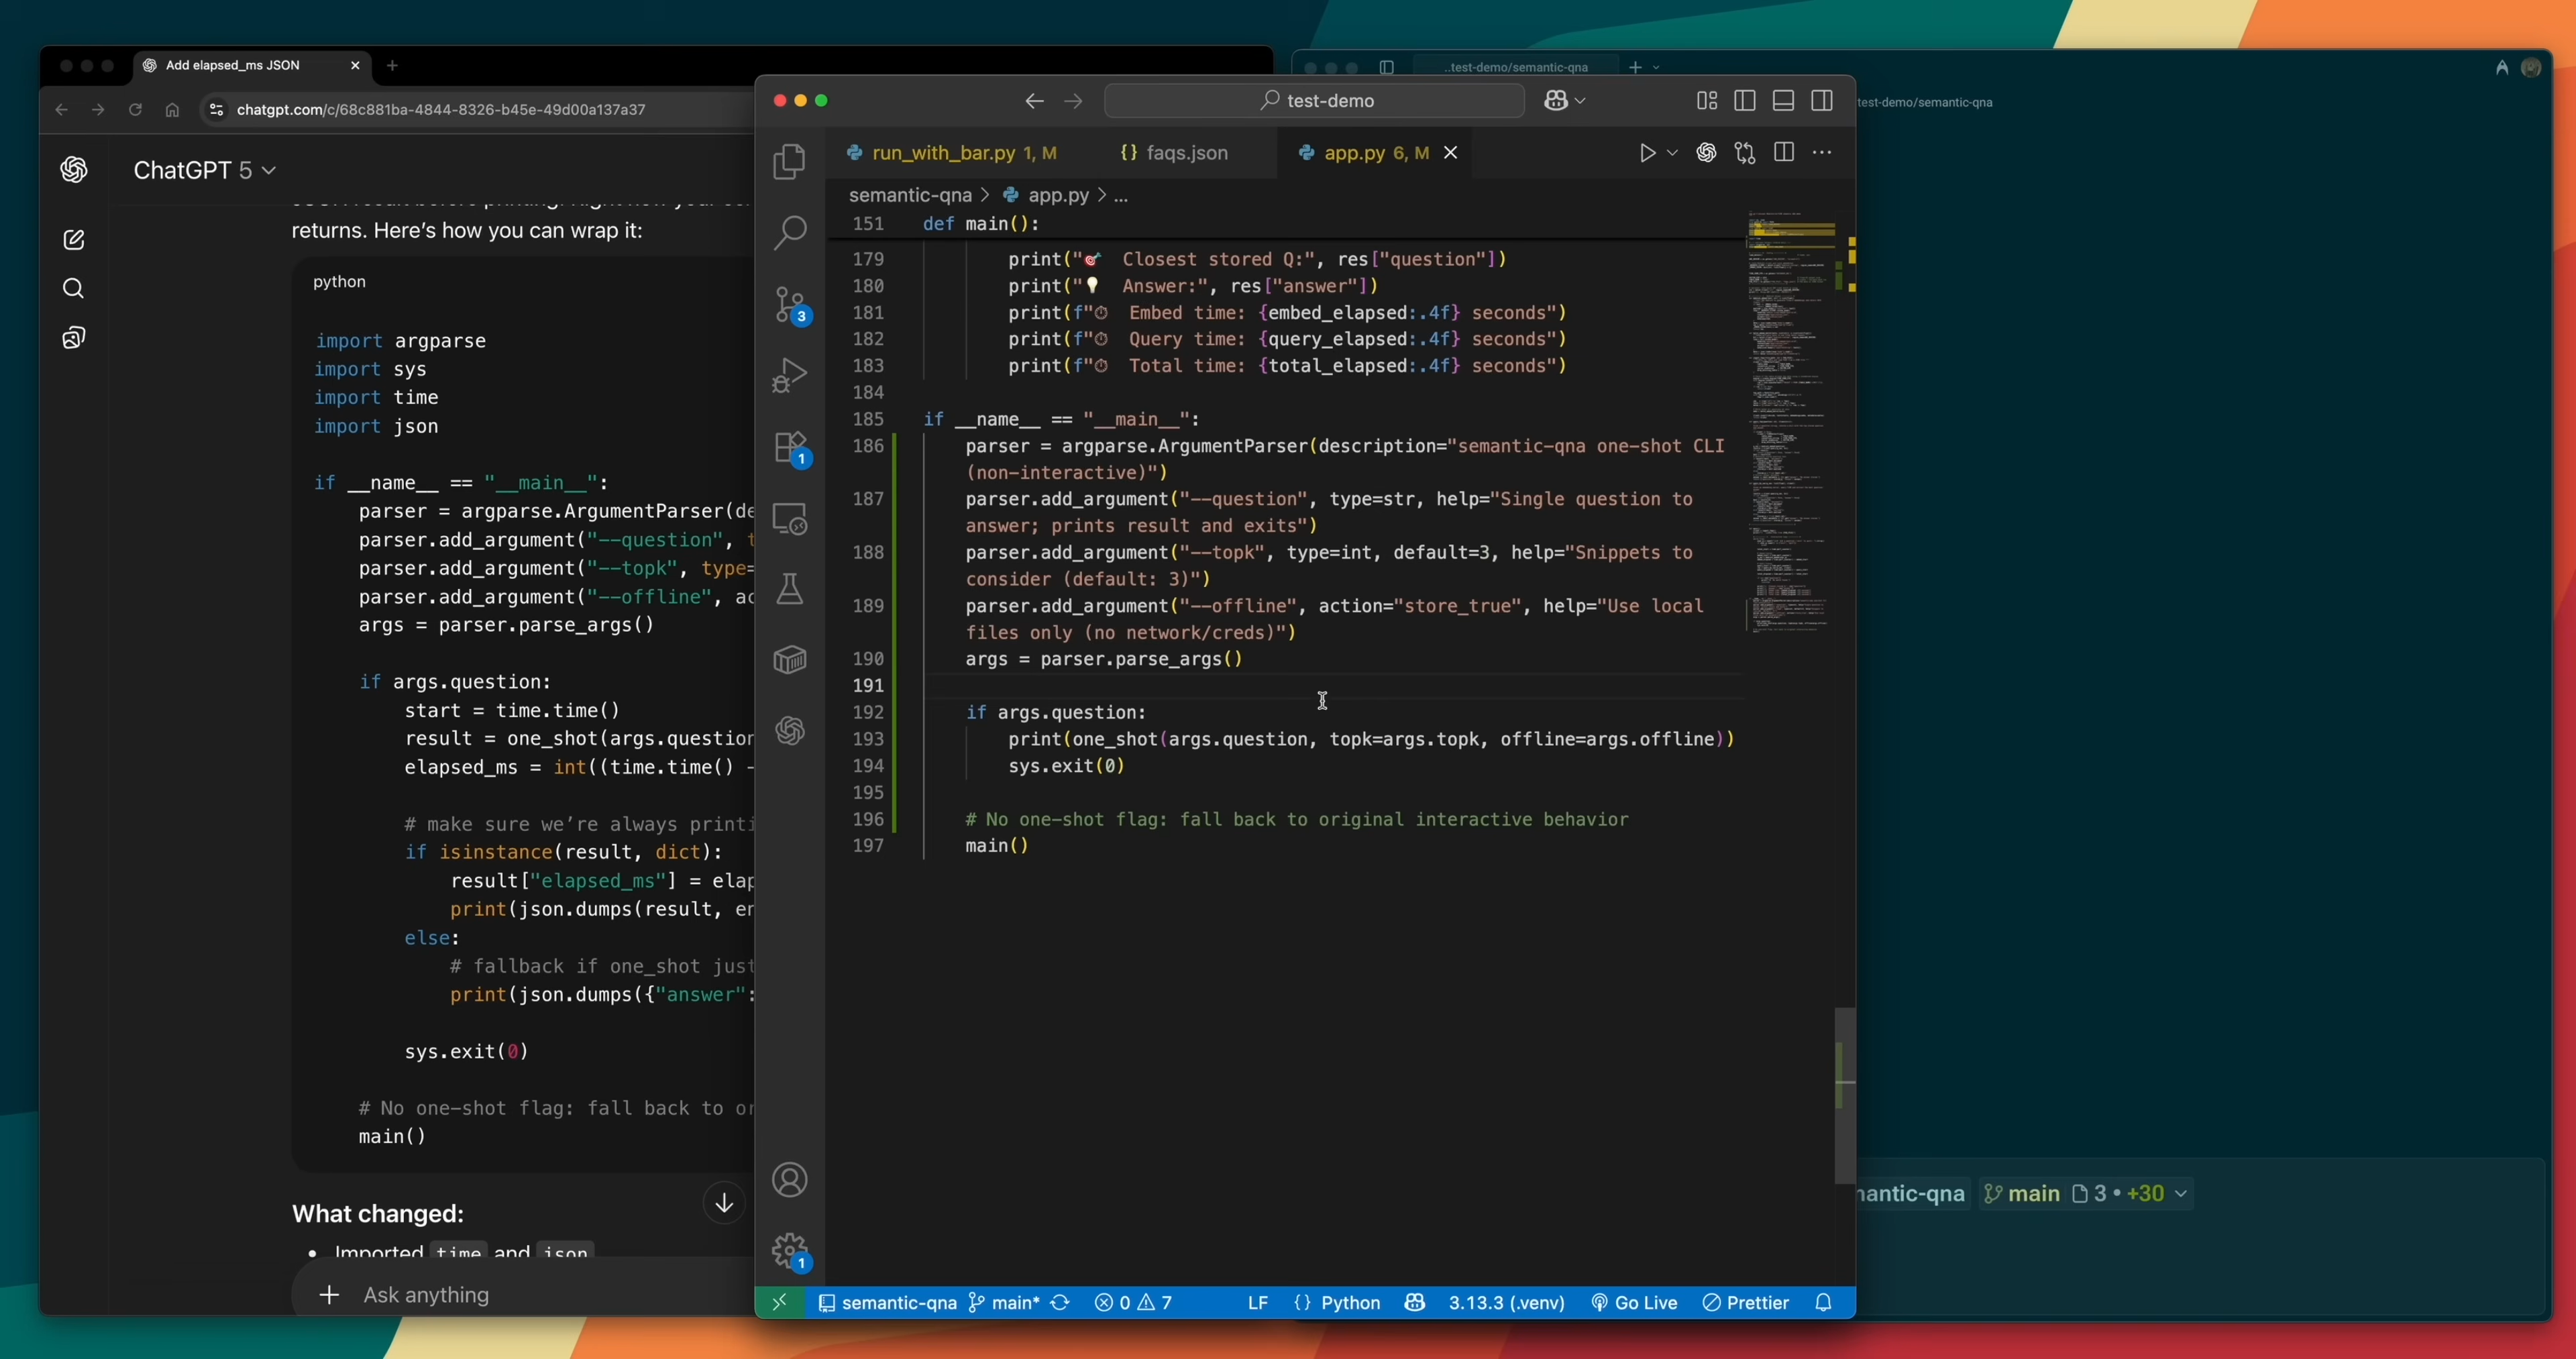 Add elapsed_ms JSON
chatgpt.com/c/68c881ba-4844-8326-b45e-49d00a137a37
ChatGPT 5
returns. Here’s how you can wrap it:
python
import argparse
import sys
import time
import json
if __name__ == "__main__":
parser = argparse.ArgumentParser(de
parser.add_argument("--question", t
parser.add_argument("--topk", type=
parser.add_argument("--offline", ac
args = parser.parse_args()
if args.question:
start = time.time()
result = one_shot(args.question
elapsed_ms = int((time.time() -
# make sure we’re always printi
if isinstance(result, dict):
result["elapsed_ms"] = elap
print(json.dumps(result, en
else:
# fallback if one_shot just
print(json.dumps({"answer":
sys.exit(0)
# No one-shot flag: fall back to or
main()
What changed:
• Imported time and json
Ask anything
test-demo
run_with_bar.py 1, M
{} faqs.json
app.py 6, M
semantic-qna > app.py > ...
151 def main():
179 print("🎯 Closest stored Q:", res["question"])
180 print("💡 Answer:", res["answer"])
181 print(f"⏱ Embed time: {embed_elapsed:.4f} seconds")
182 print(f"⏱ Query time: {query_elapsed:.4f} seconds")
183 print(f"⏱ Total time: {total_elapsed:.4f} seconds")
184
185 if __name__ == "__main__":
186 parser = argparse.ArgumentParser(description="semantic-qna one-shot CLI
(non-interactive)")
187 parser.add_argument("--question", type=str, help="Single question to
answer; prints result and exits")
188 parser.add_argument("--topk", type=int, default=3, help="Snippets to
consider (default: 3)")
189 parser.add_argument("--offline", action="store_true", help="Use local
files only (no network/creds)")
190 args = parser.parse_args()
191
192 if args.question:
193 print(one_shot(args.question, topk=args.topk, offline=args.offline))
194 sys.exit(0)
195
196 # No one-shot flag: fall back to original interactive behavior
197 main()
3
1
1
semantic-qna main* 0 7 LF {} Python 3.13.3 (.venv) Go Live Prettier
..test-demo/semantic-qna
test-demo/semantic-qna
mantic-qna main 3 • +30